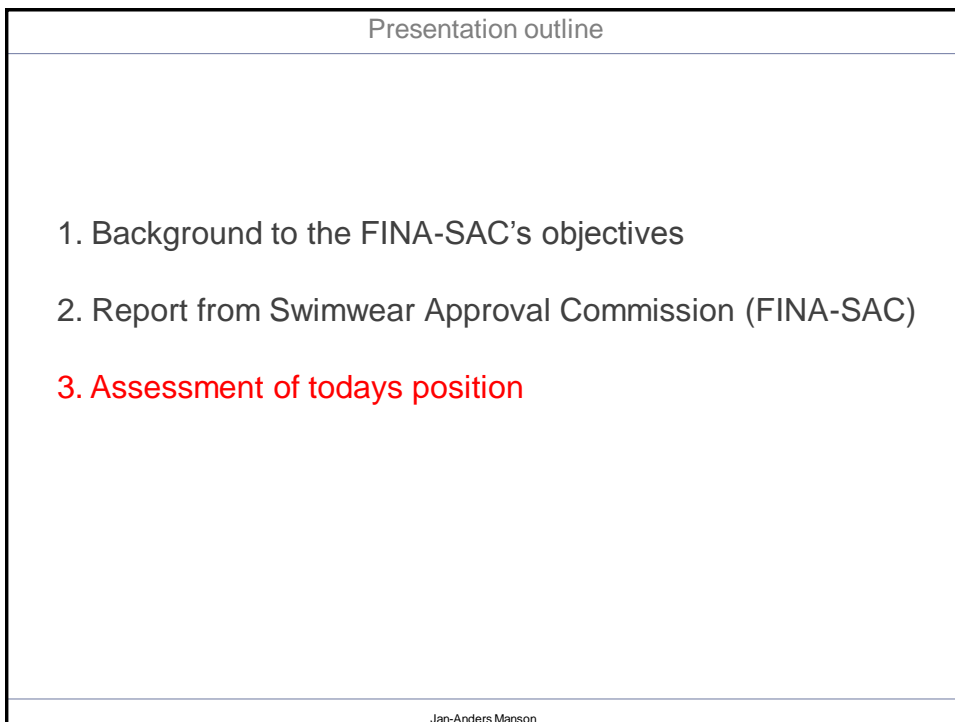 Presentation outline
1. Background to the FINA-SAC’s objectives
2. Report from Swimwear Approval Commission (FINA-SAC)
3. Assessment of todays position
Jan-Anders Manson